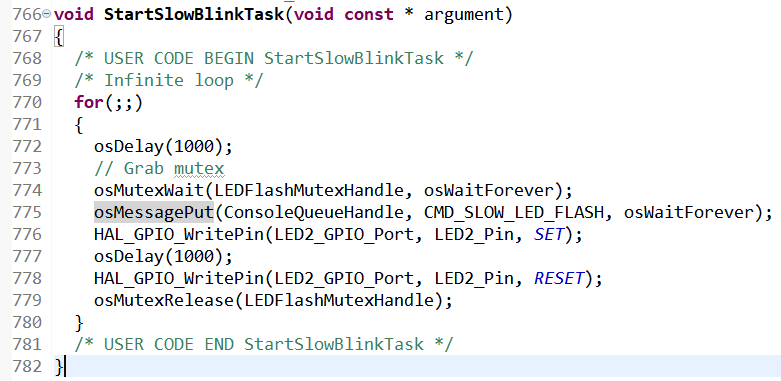 766 void StartSlowBlinkTask(void const * argument)
767 {
768   /* USER CODE BEGIN StartSlowBlinkTask */
769   /* Infinite loop */
770   for(;;)
771   {
772     osDelay(1000);
773     // Grab mutex
774     osMutexWait(LEDFlashMutexHandle, osWaitForever);
775     osMessagePut(ConsoleQueueHandle, CMD_SLOW_LED_FLASH, osWaitForever);
776     HAL_GPIO_WritePin(LED2_GPIO_Port, LED2_Pin, SET);
777     osDelay(1000);
778     HAL_GPIO_WritePin(LED2_GPIO_Port, LED2_Pin, RESET);
779     osMutexRelease(LEDFlashMutexHandle);
780   }
781   /* USER CODE END StartSlowBlinkTask */
782 }